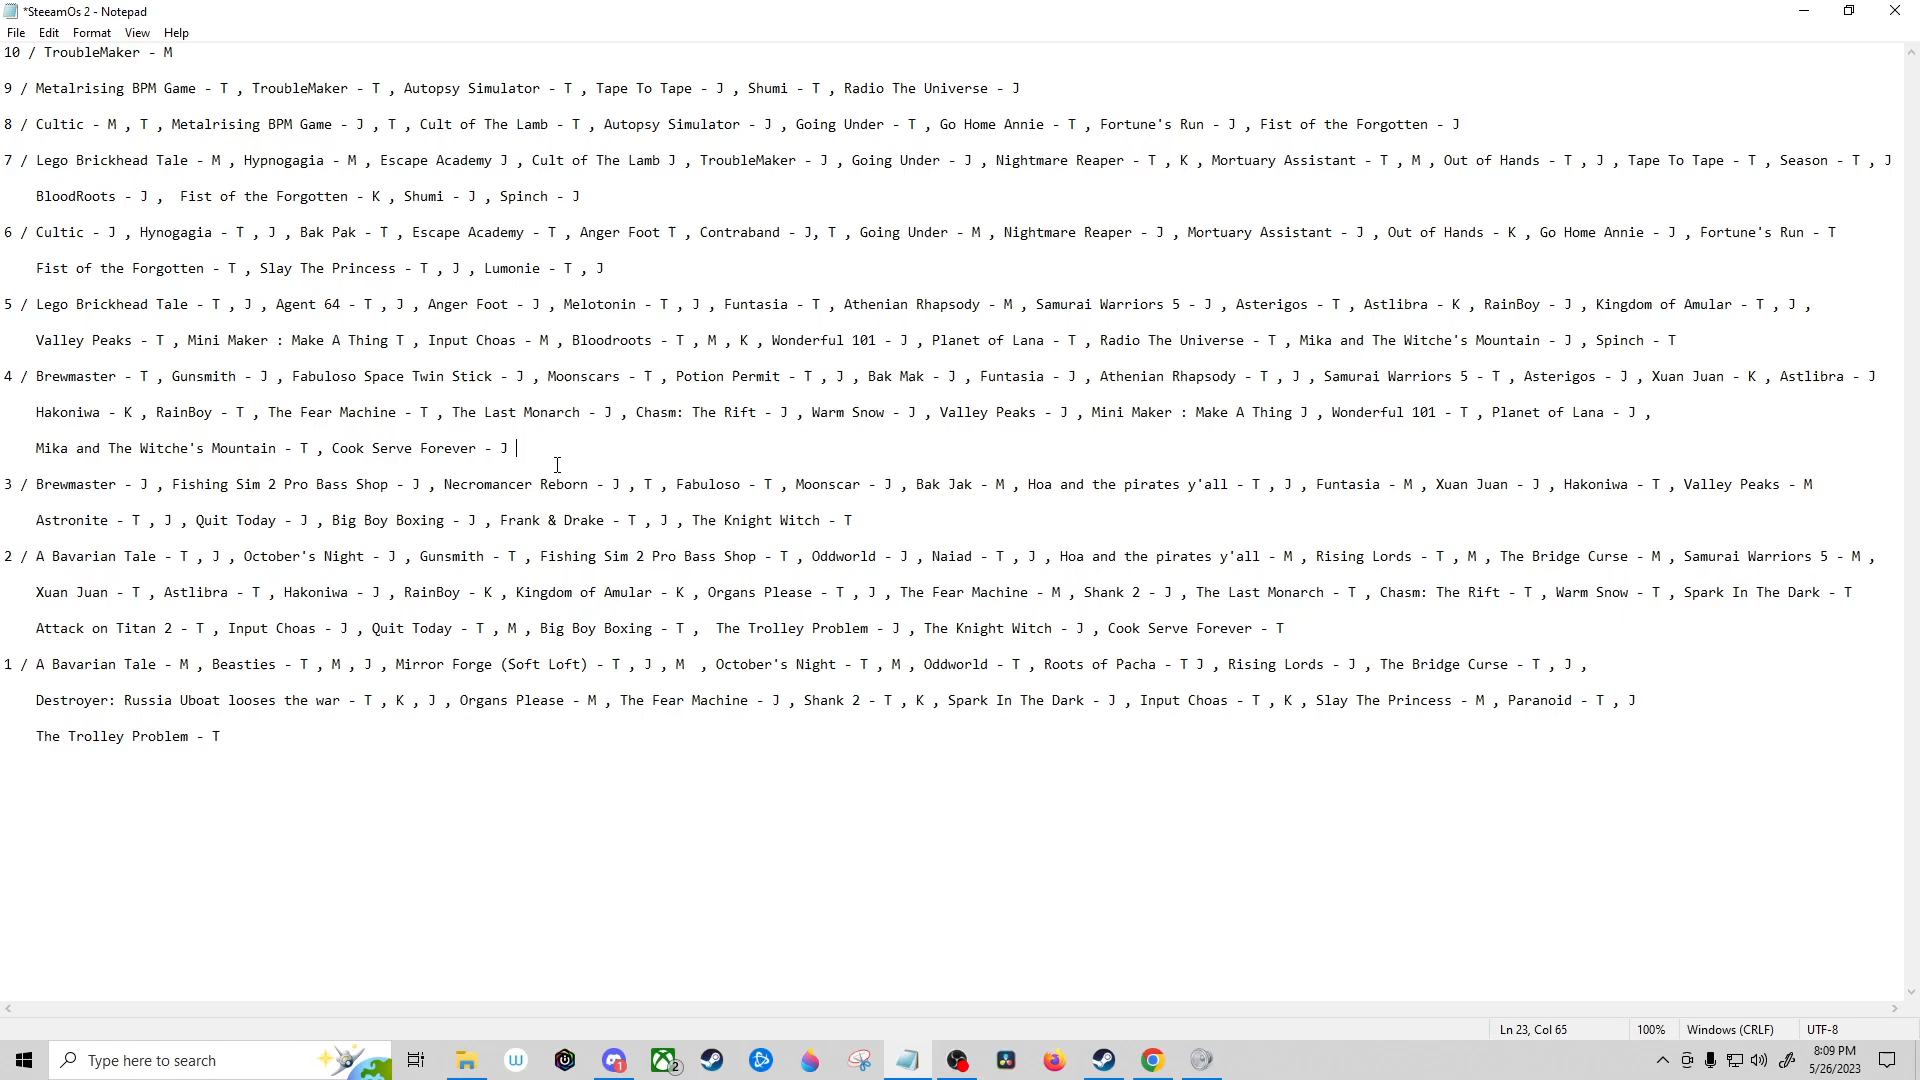 *SteeamOs 2 - Notepad
File Edit Format View Help
10 / TroubleMaker - M
9 / Metalrising BPM Game - T , TroubleMaker - T , Autopsy Simulator - T , Tape To Tape - J , Shumi - T , Radio The Universe - J
8 / Cultic - M , T , Metalrising BPM Game - J , T , Cult of The Lamb - T , Autopsy Simulator - J , Going Under - T , Go Home Annie - T , Fortune's Run - J , Fist of the Forgotten - J
7 / Lego Brickhead Tale - M , Hypnogagia - M , Escape Academy J , Cult of The Lamb J , TroubleMaker - J , Going Under - J , Nightmare Reaper - T , K , Mortuary Assistant - T , M , Out of Hands - T , J , Tape To Tape - T , Season - T , J
BloodRoots - J , Fist of the Forgotten - K , Shumi - J , Spinch - J
6 / Cultic - J , Hynogagia - T , J , Bak Pak - T , Escape Academy - T , Anger Foot T , Contraband - J, T , Going Under - M , Nightmare Reaper - J , Mortuary Assistant - J , Out of Hands - K , Go Home Annie - J , Fortune's Run - T
Fist of the Forgotten - T , Slay The Princess - T , J , Lumonie - T , J
5 / Lego Brickhead Tale - T , J , Agent 64 - T , J , Anger Foot - J , Melotonin - T , J , Funtasia - T , Athenian Rhapsody - M , Samurai Warriors 5 - J , Asterigos - T , Astlibra - K , RainBoy - J , Kingdom of Amular - T , J ,
Valley Peaks - T , Mini Maker : Make A Thing T , Input Choas - M , Bloodroots - T , M , K , Wonderful 101 - J , Planet of Lana - T , Radio The Universe - T , Mika and The Witche's Mountain - J , Spinch - T
4 / Brewmaster - T , Gunsmith - J , Fabuloso Space Twin Stick - J , Moonscars - T , Potion Permit - T , J , Bak Mak - J , Funtasia - J , Athenian Rhapsody - T , J , Samurai Warriors 5 - T , Asterigos - J , Xuan Juan - K , Astlibra - J
Hakoniwa - K , RainBoy - T , The Fear Machine - T , The Last Monarch - J , Chasm: The Rift - J , Warm Snow - J , Valley Peaks - J , Mini Maker : Make A Thing J , Wonderful 101 - T , Planet of Lana - J ,
Mika and The Witche's Mountain - T , Cook Serve Forever - J
3 / Brewmaster - J , Fishing Sim 2 Pro Bass Shop - J , Necromancer Reborn - J , T , Fabuloso - T , Moonscar - J , Bak Jak - M , Hoa and the pirates y'all - T , J , Funtasia - M , Xuan Juan - J , Hakoniwa - T , Valley Peaks - M
Astronite - T , J , Quit Today - J , Big Boy Boxing - J , Frank & Drake - T , J , The Knight Witch - T
2 / A Bavarian Tale - T , J , October's Night - J , Gunsmith - T , Fishing Sim 2 Pro Bass Shop - T , Oddworld - J , Naiad - T , J , Hoa and the pirates y'all - M , Rising Lords - T , M , The Bridge Curse - M , Samurai Warriors 5 - M ,
Xuan Juan - T , Astlibra - T , Hakoniwa - J , RainBoy - K , Kingdom of Amular - K , Organs Please - T , J , The Fear Machine - M , Shank 2 - J , The Last Monarch - T , Chasm: The Rift - T , Warm Snow - T , Spark In The Dark - T
Attack on Titan 2 - T , Input Choas - J , Quit Today - T , M , Big Boy Boxing - T , The Trolley Problem - J , The Knight Witch - J , Cook Serve Forever - T
1 / A Bavarian Tale - M , Beasties - T , M , J , Mirror Forge (Soft Loft) - T , J , M , October's Night - T , M , Oddworld - T , Roots of Pacha - T J , Rising Lords - J , The Bridge Curse - T , J ,
Destroyer: Russia Uboat looses the war - T , K , J , Organs Please - M , The Fear Machine - J , Shank 2 - T , K , Spark In The Dark - J , Input Choas - T , K , Slay The Princess - M , Paranoid - T , J
The Trolley Problem - T
Ln 23, Col 65 100% Windows (CRLF) UTF-8
Type here to search 1 2 8:09 PM
5/26/2023